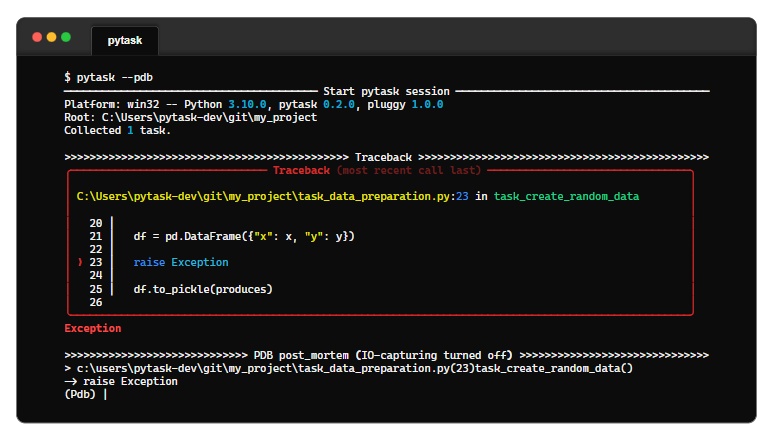 pytask
$ pytask --pdb
Start pytask session
Platform: win32 -- Python 3.10.0, pytask 0.2.0, pluggy 1.0.0
Root: C:\Users\pytask-dev\git\my_project
Collected 1 task.
>>>>>>>>>>>>>>>>>>>>>>>>>>>>>>>>>>>>>>>>>>>>> Traceback >>>>>>>>>>>>>>>>>>>>>>>>>>>>>>>>>>>>>>>>>>>>>>
Traceback (most recent call last)
C:\Users\pytask-dev\git\my_project\task_data_preparation.py:23 in task_create_random_data
20
21 df = pd.DataFrame({"x": x, "y": y})
22
❱ 23 raise Exception
24
25 df.to_pickle(produces)
26
Exception
>>>>>>>>>>>>>>>>>>>>>>>>>>>>> PDB post_mortem (IO-capturing turned off) >>>>>>>>>>>>>>>>>>>>>>>>>>>>>>
> c:\users\pytask-dev\git\my_project\task_data_preparation.py(23)task_create_random_data()
-> raise Exception
(Pdb) |